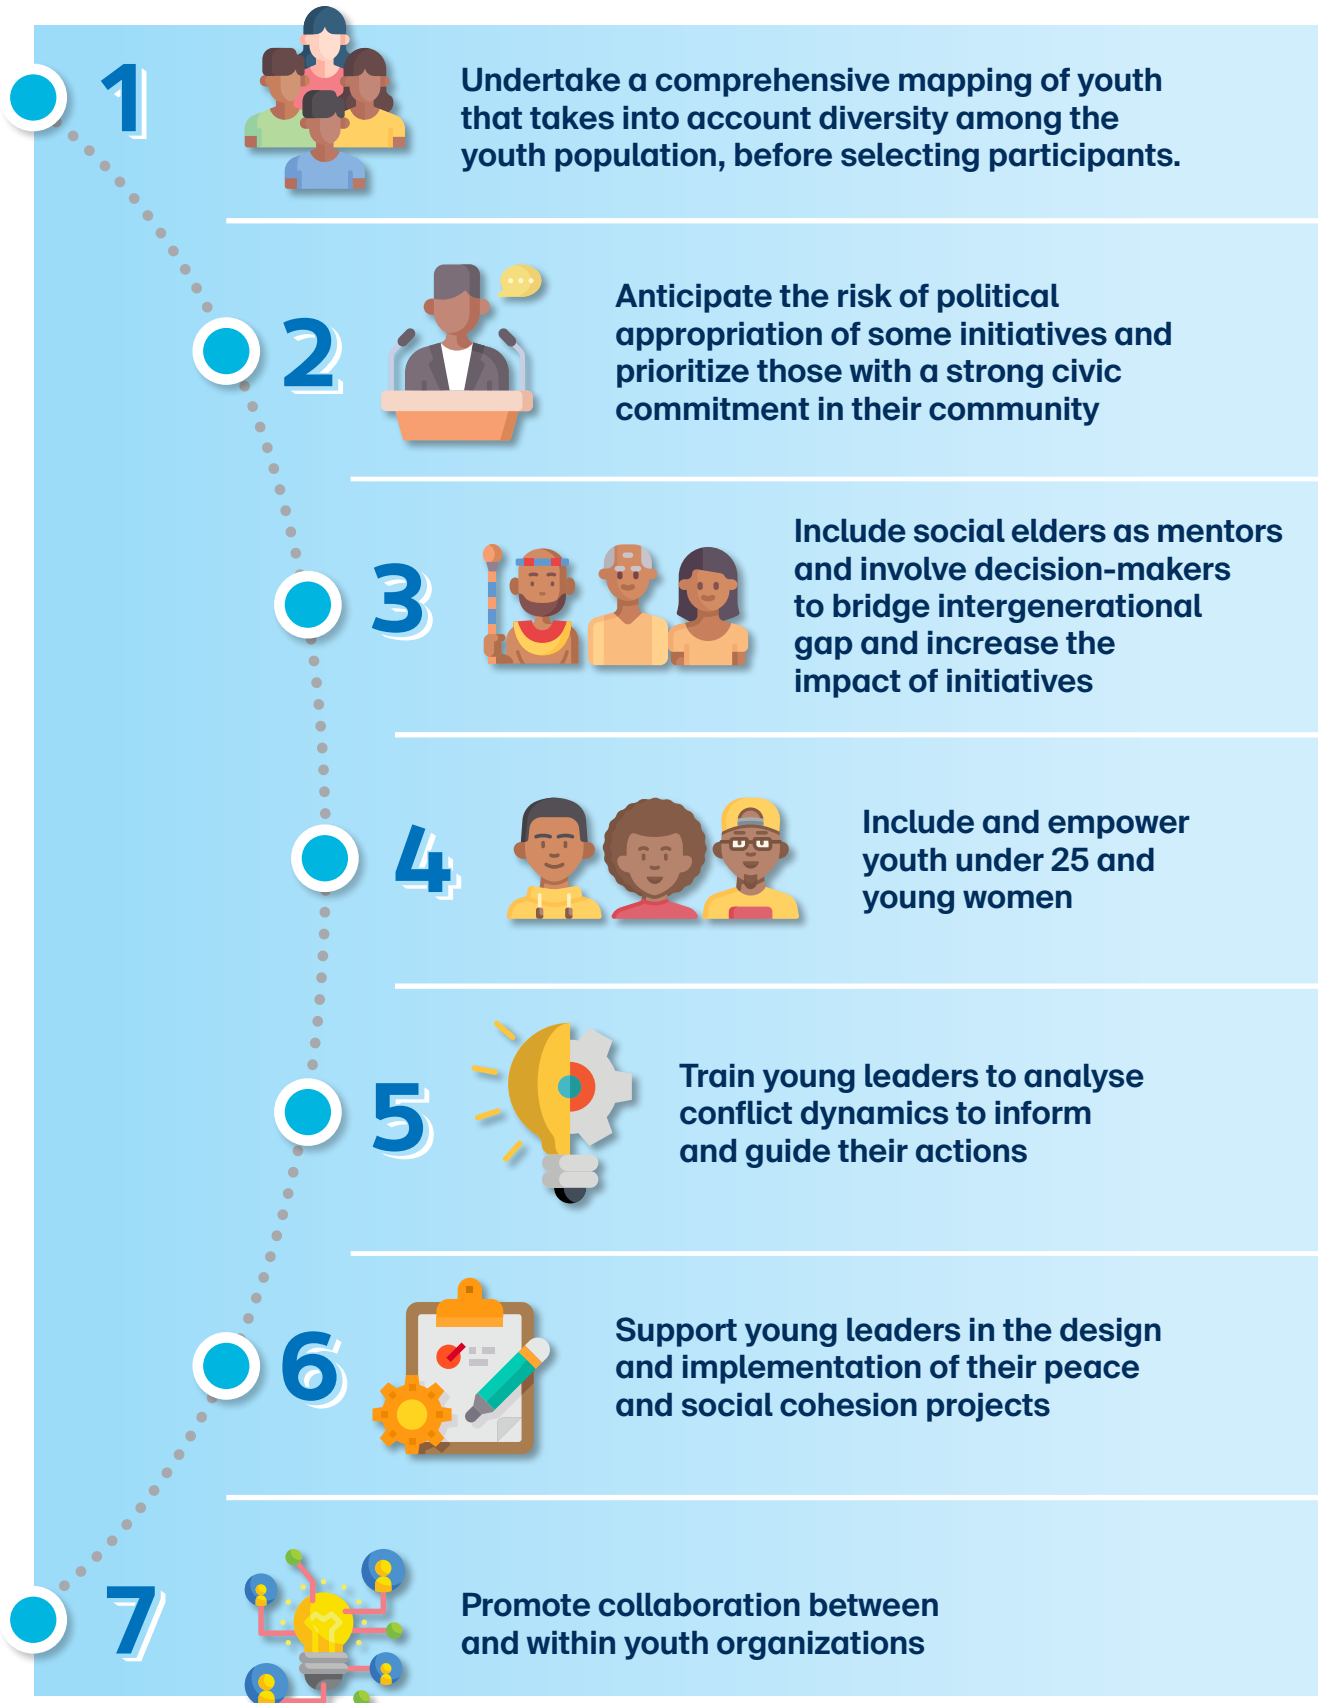 1
Undertake a comprehensive mapping of youth
that takes into account diversity among the
youth population, before selecting participants.
2
Anticipate the risk of political
appropriation of some initiatives and
prioritize those with a strong civic
commitment in their community
3
Include social elders as mentors
and involve decision-makers
to bridge intergenerational
gap and increase the
impact of initiatives
4
Include and empower
youth under 25 and
young women
5
Train young leaders to analyse
conflict dynamics to inform
and guide their actions
6
Support young leaders in the design
and implementation of their peace
and social cohesion projects
7
Promote collaboration between
and within youth organizations